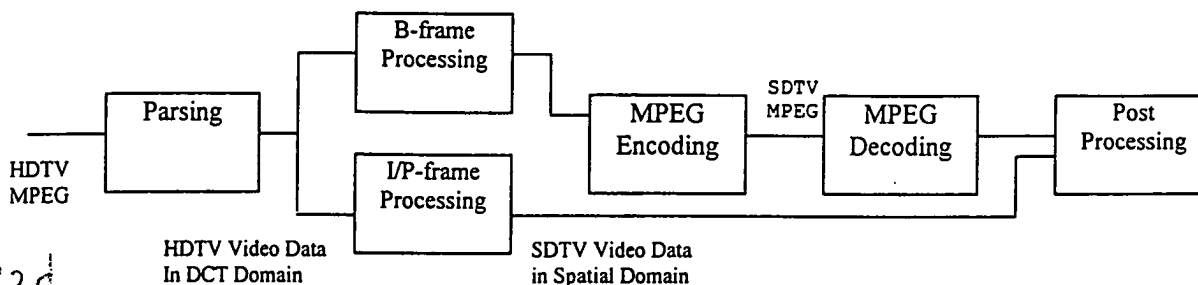 B-frame
Processing
Parsing
HDTV
MPEG
I/P-frame
Processing
MPEG
Encoding
SDTV
MPEG
MPEG
Decoding
Post
Processing
HDTV Video Data
In DCT Domain
SDTV Video Data
in Spatial Domain
2d